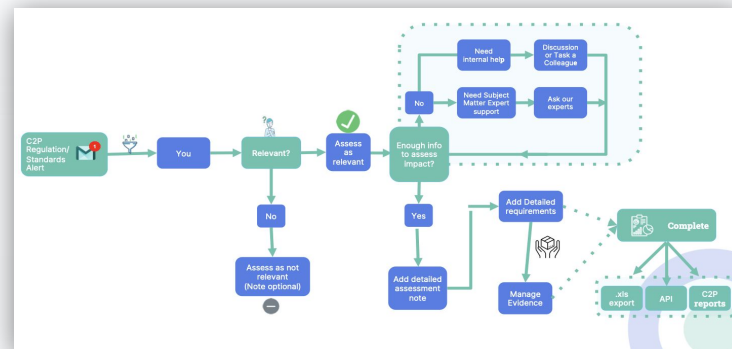 C2P
Regulation/
Standards
Alert
1
You
Relevant?
No
Assess as not
relevant
(Note optional)
Assess
as
relevant
Enough info
to assess
impact?
No
Need
internal help
Discussion
or Task a
Colleague
Need Subject
Matter Expert
support
Ask our
experts
Yes
Add detailed
assessment
note
Add Detailed
requirements
Manage
Evidence
Complete
.xls
export
API
C2P
reports